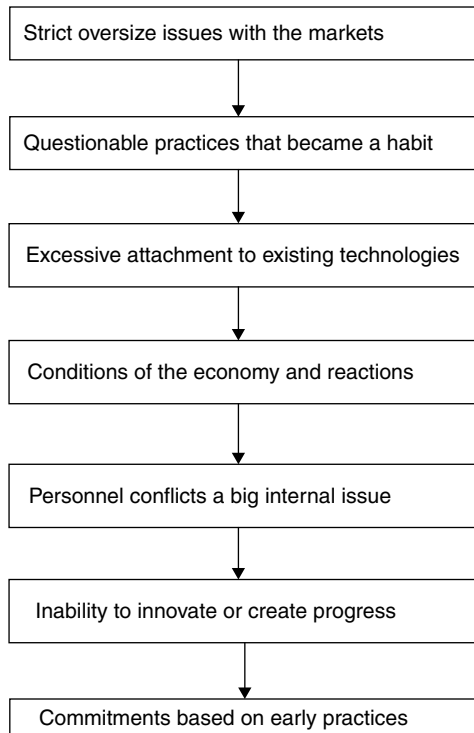 Strict oversize issues with the markets
Questionable practices that became a habit
Excessive attachment to existing technologies
Conditions of the economy and reactions
Personnel conflicts a big internal issue
Inability to innovate or create progress
Commitments based on early practices